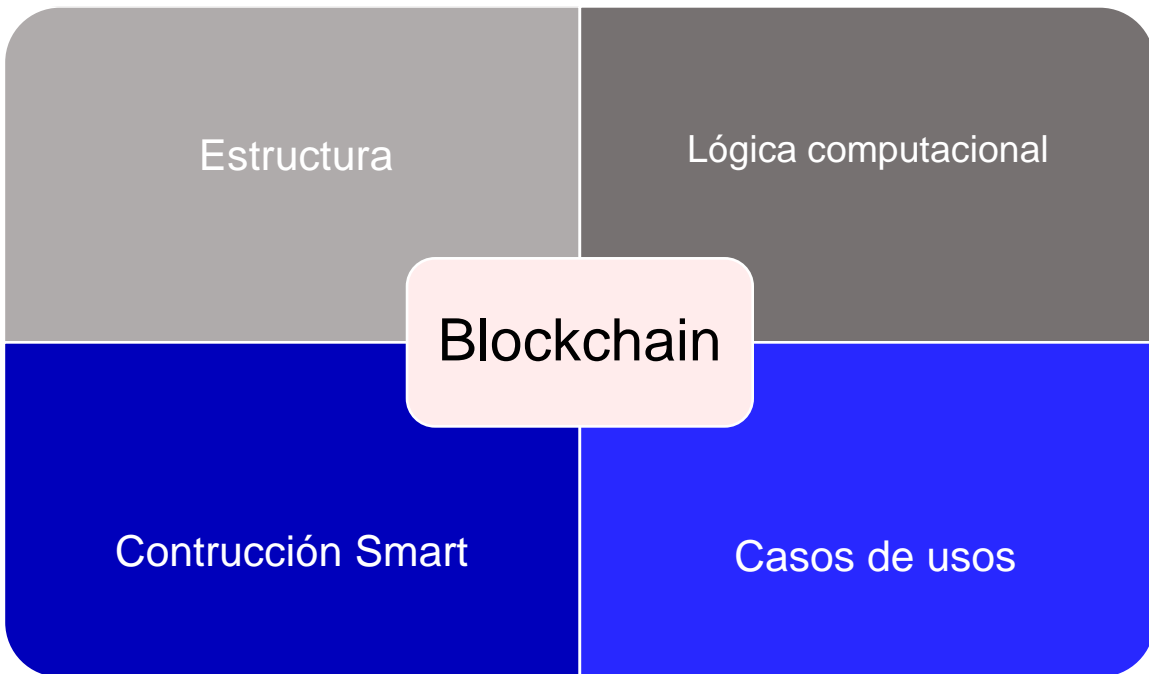 Estructura
Lógica computacional
Blockchain
Contrucción Smart
Casos de usos